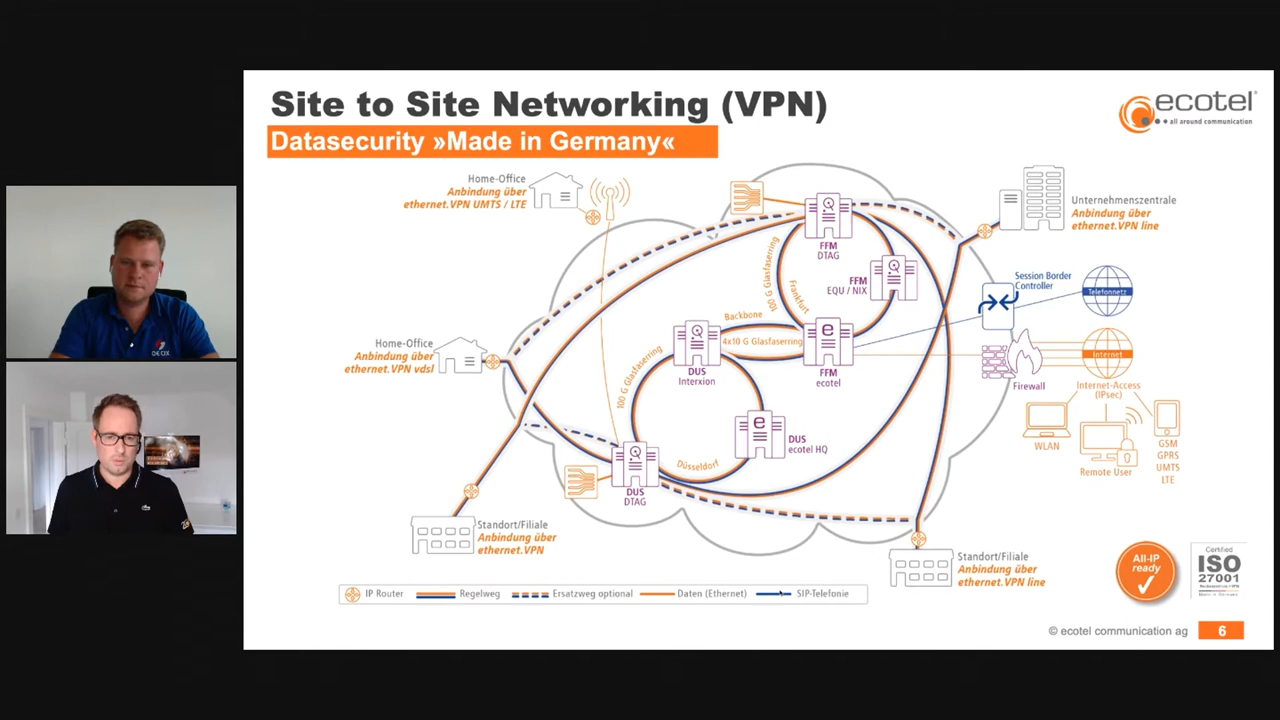 Site to Site Networking (VPN)
Datasecurity »Made in Germany«
ecotel
all around communication
Home-Office
Anbindung über
ethernet.VPN UMTS / LTE
FFM
DTAG
Unternehmenszentrale
Anbindung über
ethernet.VPN line
100 G Glasfaserring
Frankfurt
FFM
EQU / NIX
Session Border
Controller
Telefonnetz
Home-Office
Anbindung über
ethernet.VPN vdsl
Backbone
4x10 G Glasfaserring
DUS
Interxion
FFM
ecotel
Internet
Firewall
Internet-Access
(IPsec)
100 G Glasfaserring
WLAN
Remote User
GSM
GPRS
UMTS
LTE
DUS
ecotel HQ
Düsseldorf
DUS
DTAG
Standort/Filiale
Anbindung über
ethernet.VPN
Standort/Filiale
Anbindung über
ethernet.VPN line
All-IP
ready
Certified
ISO
27001
IP Router
Regelweg
Ersatzweg optional
Daten (Ethernet)
SIP-Telefonie
© ecotel communication ag
6